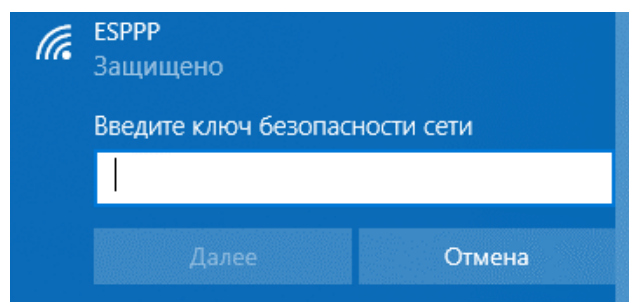 ESPPP
Защищено
Введите ключ безопасности сети
Далее
Отмена